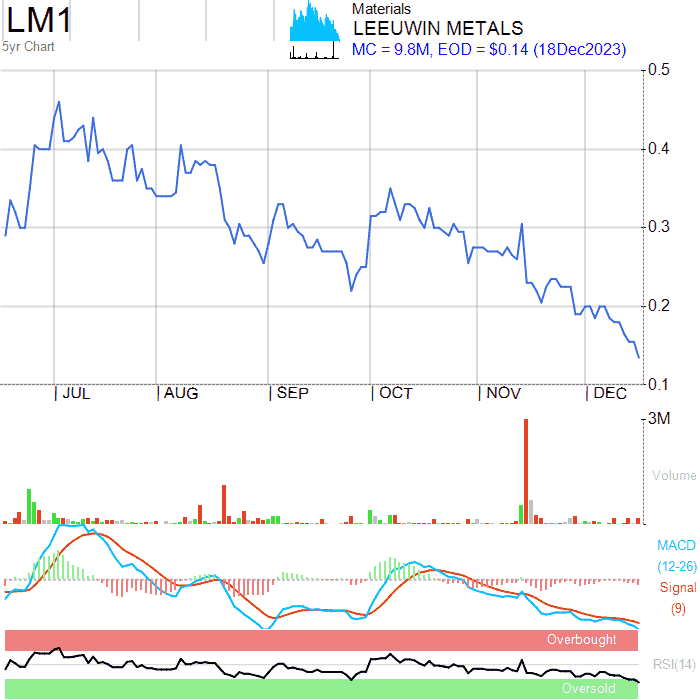 LM1
5yr Chart
Materials
LEEUWIN METALS
MC = 9.8M, EOD = $0.14 (18Dec2023)
0.5
0.4
0.3
0.2
0.1
JUL AUG SEP OCT NOV DEC
3M
Volume
MACD
(12-26)
Signal
(9)
Overbought
RSI(14)
Oversold